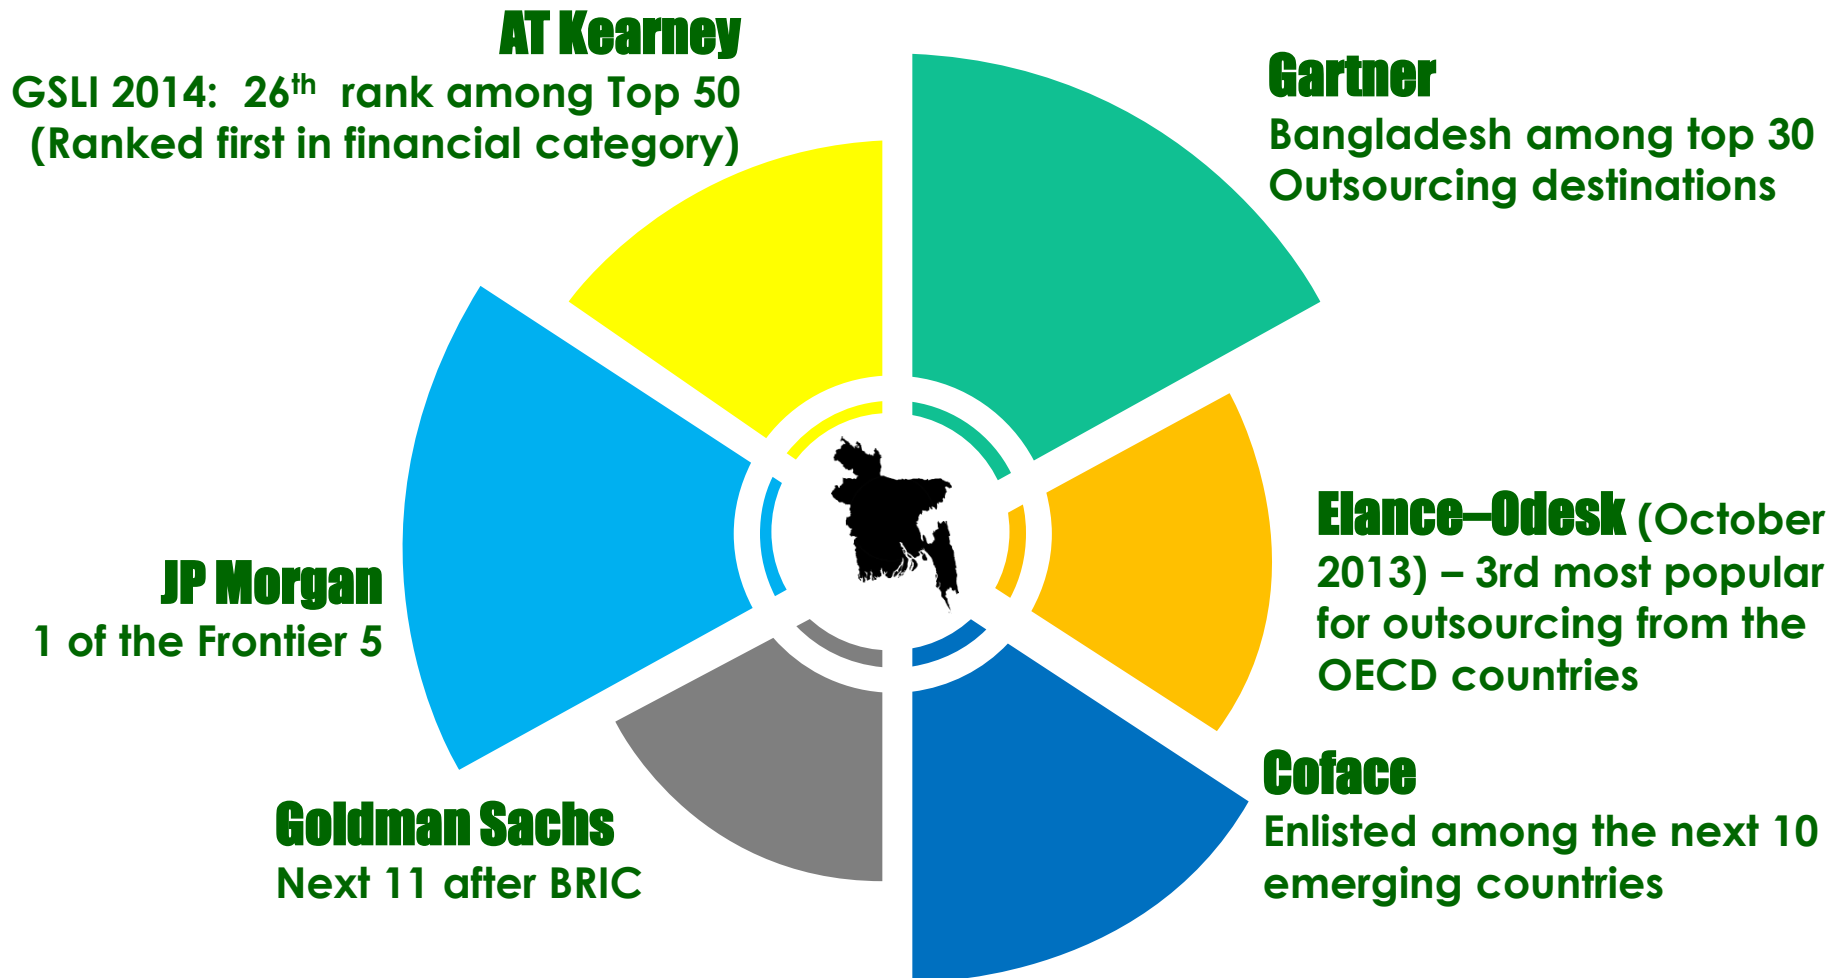 AT Kearney
GSLI 2014: 26th rank among Top 50
(Ranked first in financial category)
Gartner
Bangladesh among top 30
Outsourcing destinations
Elance–Odesk (October
2013) – 3rd most popular
for outsourcing from the
OECD countries
JP Morgan
1 of the Frontier 5
Coface
Enlisted among the next 10
emerging countries
Goldman Sachs
Next 11 after BRIC